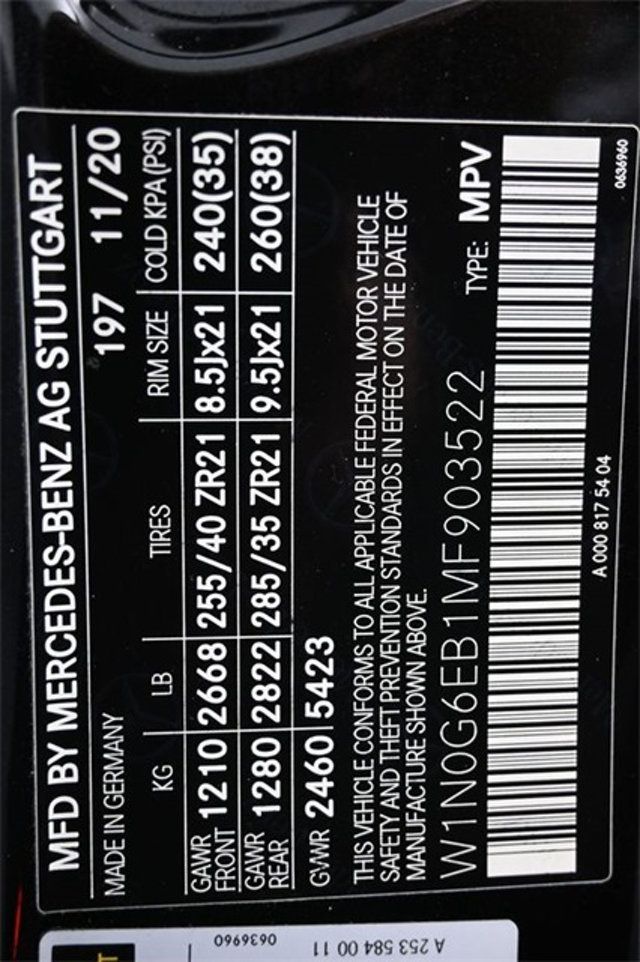 MFD BY MERCEDES-BENZ AG STUTTGART
MADE IN GERMANY 197 11/20
KG LB TIRES RIM SIZE COLD KPA (PSI)
GAWR FRONT 1210 2668 255/40 ZR21 8.5Jx21 240(35)
GAWR REAR 1280 2822 285/35 ZR21 9.5Jx21 260(38)
GVWR 2460 5423
THIS VEHICLE CONFORMS TO ALL APPLICABLE FEDERAL MOTOR VEHICLE
SAFETY AND THEFT PREVENTION STANDARDS IN EFFECT ON THE DATE OF
MANUFACTURE SHOWN ABOVE.
W1N0G6EB1MF903522 TYPE: MPV
A 000 817 54 04 0636960
0636960
A 253 584 00 11